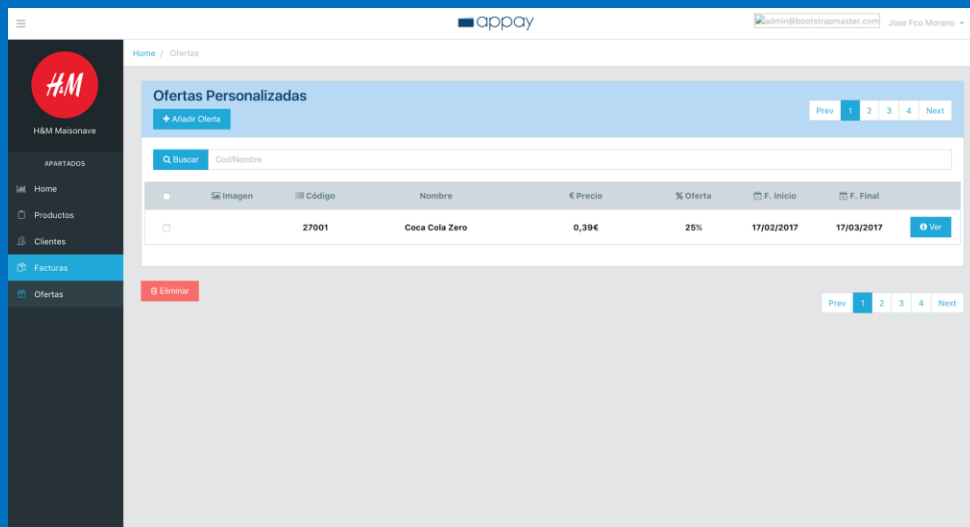 appay
admin@bootstrapmaster.com Jose Fco Moreno
H&M
H&M Maisonave
APARTADOS
Home
Productos
Clientes
Facturas
Ofertas
Home / Ofertas
Ofertas Personalizadas
+ Añadir Oferta
Prev 1 2 3 4 Next
Buscar Cod/Nombre
Imagen Código Nombre € Precio % Oferta F. Inicio F. Final
27001 Coca Cola Zero 0,39€ 25% 17/02/2017 17/03/2017 Ver
Eliminar
Prev 1 2 3 4 Next